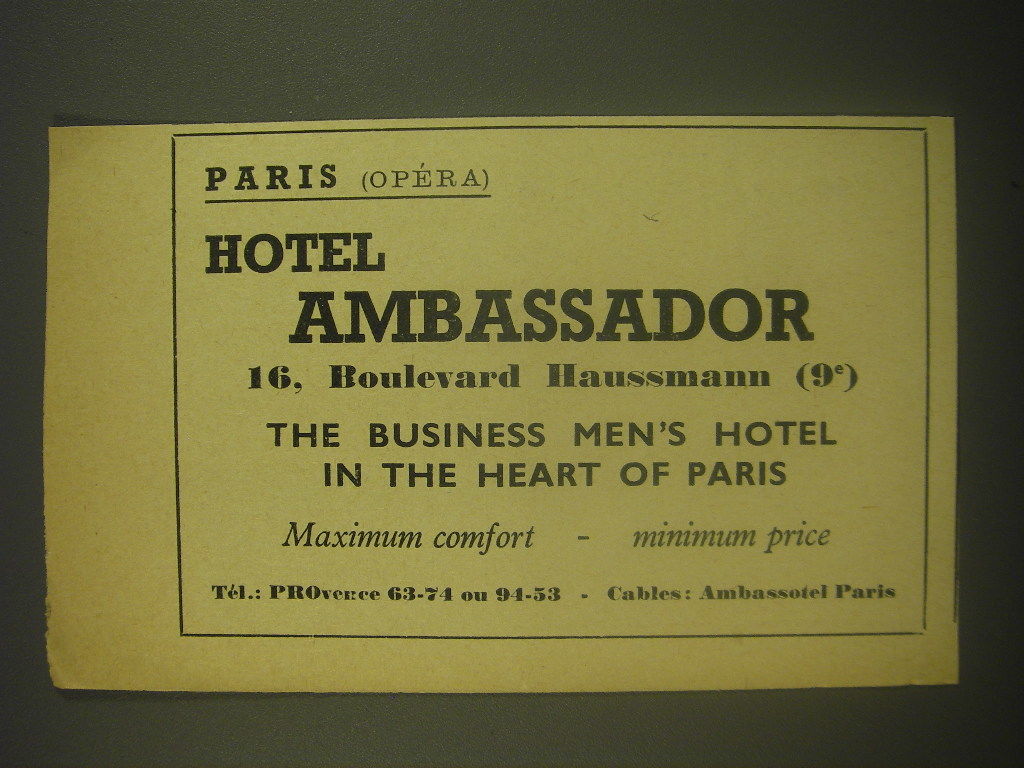 PARIS (OPÉRA)
HOTEL
AMBASSADOR
16, Boulevard Haussmann (9e)
THE BUSINESS MEN'S HOTEL
IN THE HEART OF PARIS
Maximum comfort - minimum price
Tél.: PROvence 63-74 ou 94-53 - Cables: Ambassotel Paris